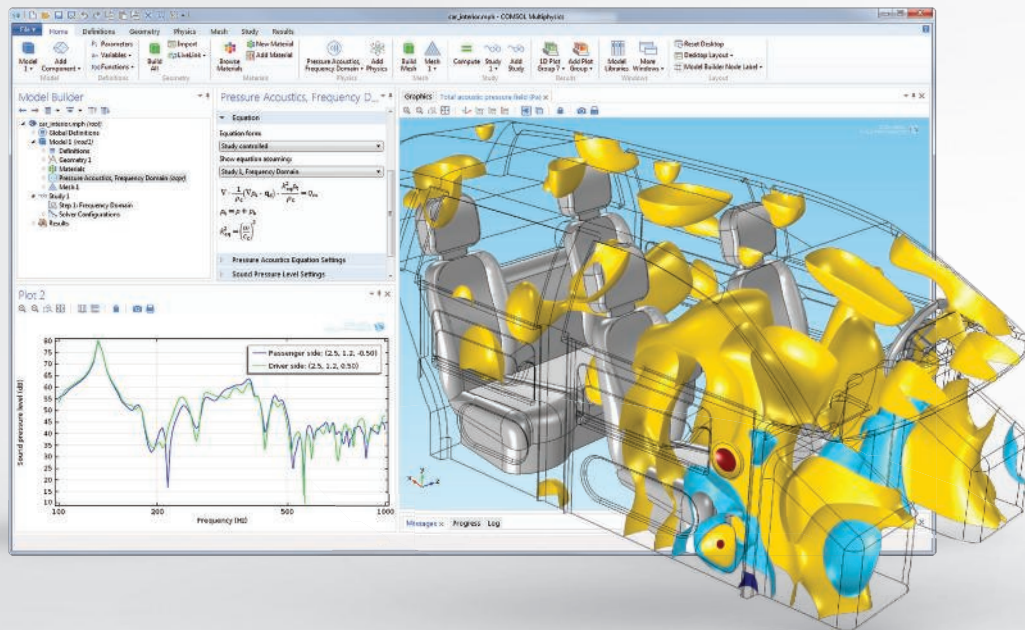 car_interior.mph - COMSOL Multiphysics
File
Home
Definitions
Geometry
Physics
Mesh
Study
Results
Model
1
Add
Component
Model
Pi Parameters
a= Variables
f(x) Functions
Definitions
Build
All
Import
LiveLink
Geometry
Browse
Materials
New Material
Add Material
Materials
Pressure Acoustics,
Frequency Domain
Add
Physics
Physics
Build
Mesh
Mesh
1
Mesh
Compute
Study
1
Add
Study
Study
1D Plot
Group 7
Add Plot
Group
Results
Model
Libraries
More
Windows
Windows
Reset Desktop
Desktop Layout
Model Builder Node Label
Layout
Model Builder
car_interior.mph (root)
Global Definitions
Model 1 (mod1)
Definitions
Geometry 1
Materials
Pressure Acoustics, Frequency Domain (acpr)
Mesh 1
Study 1
Step 1: Frequency Domain
Solver Configurations
Results
Pressure Acoustics, Frequency D...
Equation
Equation form:
Study controlled
Show equation assuming:
Study 1, Frequency Domain
Pressure Acoustics Equation Settings
Sound Pressure Level Settings
Graphics
Total acoustic pressure field (Pa)
y
x
z
Messages
Progress
Log
Plot 2
Passenger side: (2.5, 1.2, -0.50)
Driver side: (2.5, 1.2, 0.50)
80
75
70
65
60
55
50
45
40
35
30
25
20
15
10
Sound pressure level (dB)
100
200
500
1000
Frequency (Hz)